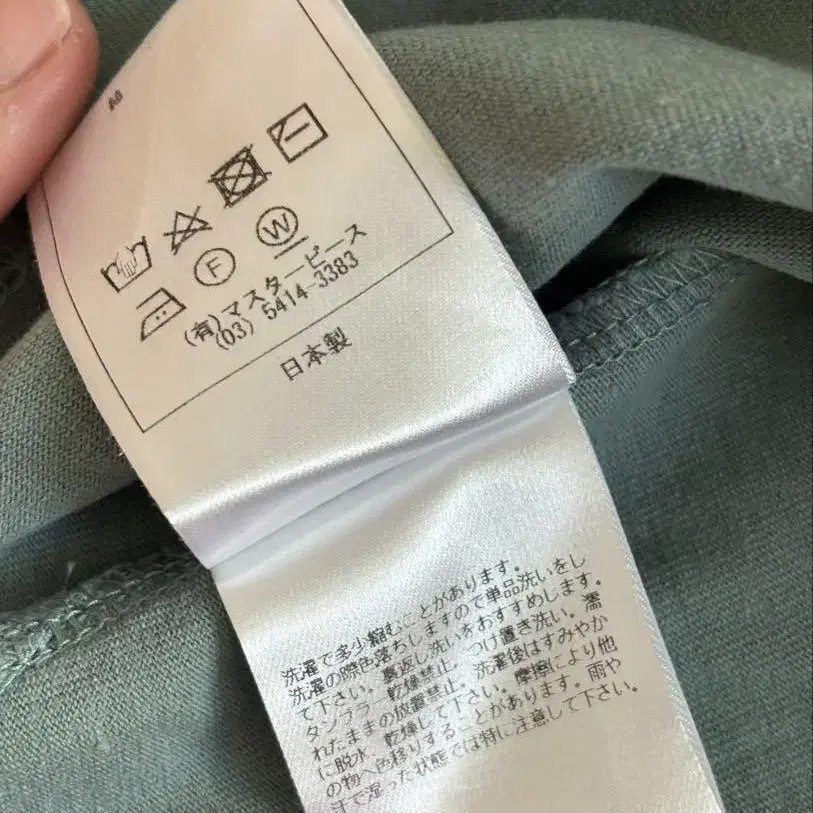 M
F
W
(有)マスターピース
(03) 5414-3383
日本製
洗濯で多少縮むことがあります。
洗濯の際色落ちしますので単品洗いをし
て下さい。裏返し洗いをおすすめします。
タンブラー乾燥禁止。つけ置き洗い。濡
れたままの放置禁止。洗濯後はすみやか
に脱水、乾燥して下さい。摩擦により他
の物へ色移りすることがあります。雨や
汗で湿った状態では特に注意して下さい。